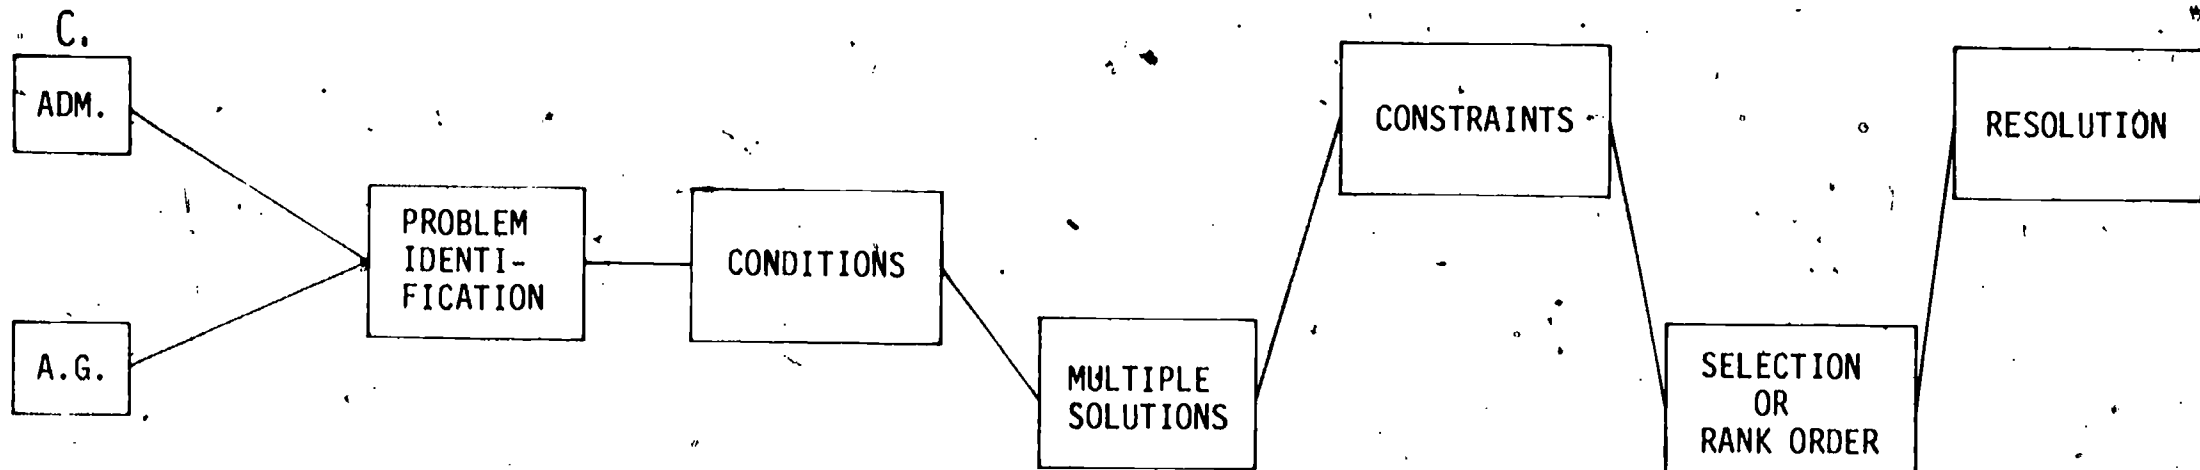 C.
ADM.
A.G.
PROBLEM
IDENTI-
FICATION
CONDITIONS
MULTIPLE
SOLUTIONS
CONSTRAINTS
SELECTION
OR
RANK ORDER
RESOLUTION